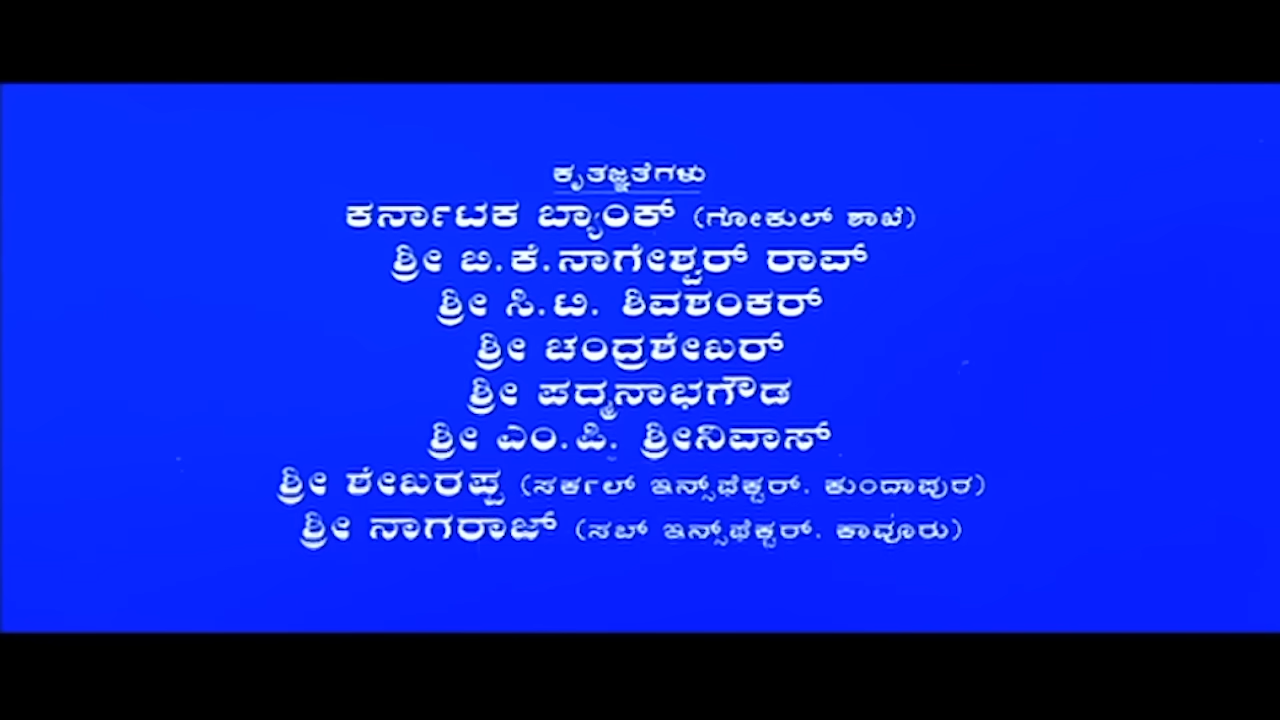 ಕೃತಜ್ಞತೆಗಳು
ಕರ್ನಾಟಕ ಬ್ಯಾಂಕ್ (ಗೋಕುಲ್ ಶಾಖೆ)
ಶ್ರೀ ಬಿ.ಕೆ.ನಾಗೇಶ್ವರ್ ರಾವ್
ಶ್ರೀ ಸಿ.ಟಿ. ಶಿವಶಂಕರ್
ಶ್ರೀ ಚಂದ್ರಶೇಖರ್
ಶ್ರೀ ಪದ್ಮನಾಭಗೌಡ
ಶ್ರೀ ಎಂ.ಪಿ. ಶ್ರೀನಿವಾಸ್
ಶ್ರೀ ಶೇಖರಪ್ಪ (ಸರ್ಕಲ್ ಇನ್ಸ್‌ಫೆಕ್ಟರ್. ಕುಂದಾಪುರ)
ಶ್ರೀ ನಾಗರಾಜ್ (ಸಬ್ ಇನ್ಸ್‌ಫೆಕ್ಟರ್. ಕಾವೂರು)